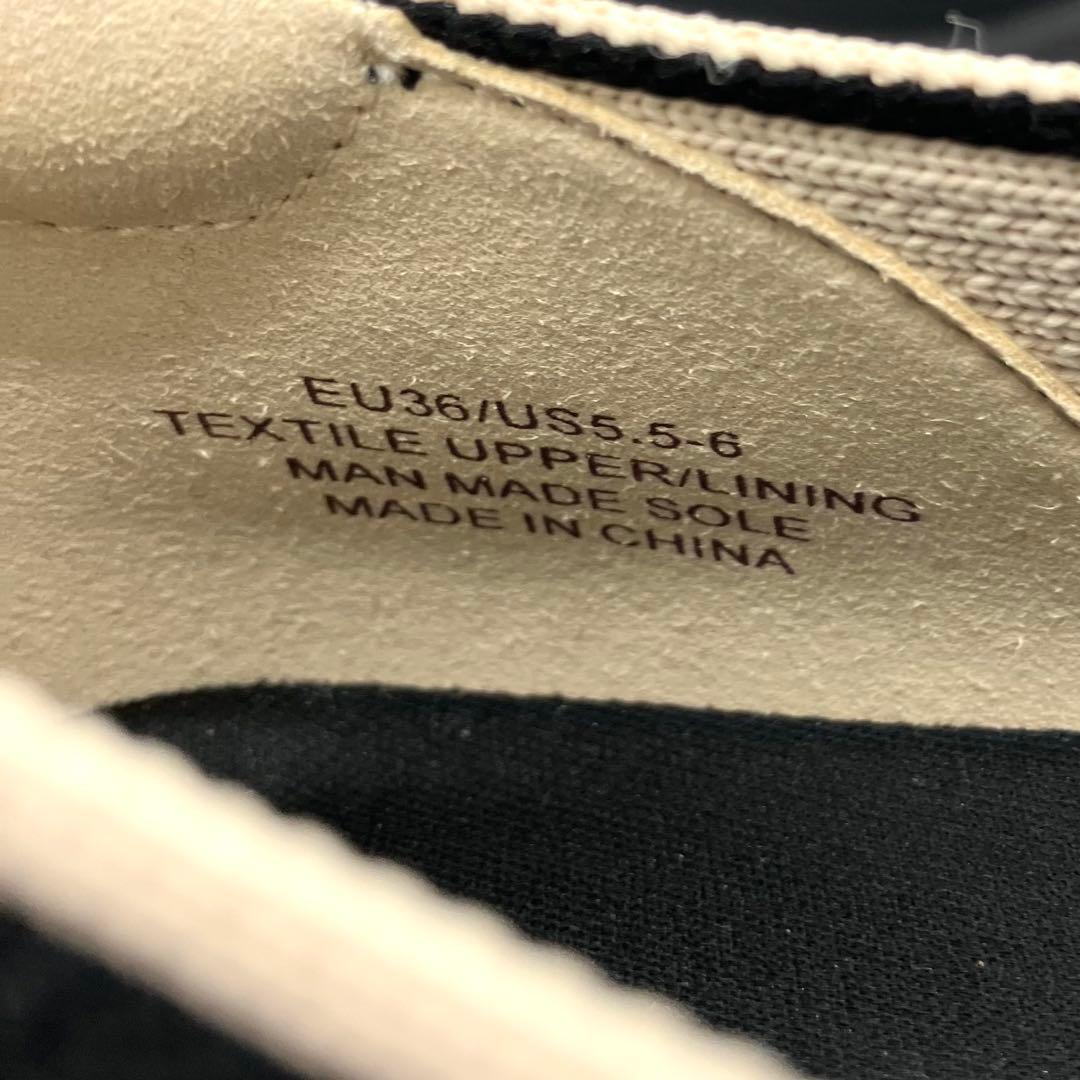 EU36/US5.5-6
TEXTILE UPPER/LINING
MAN MADE SOLE
MADE IN CHINA